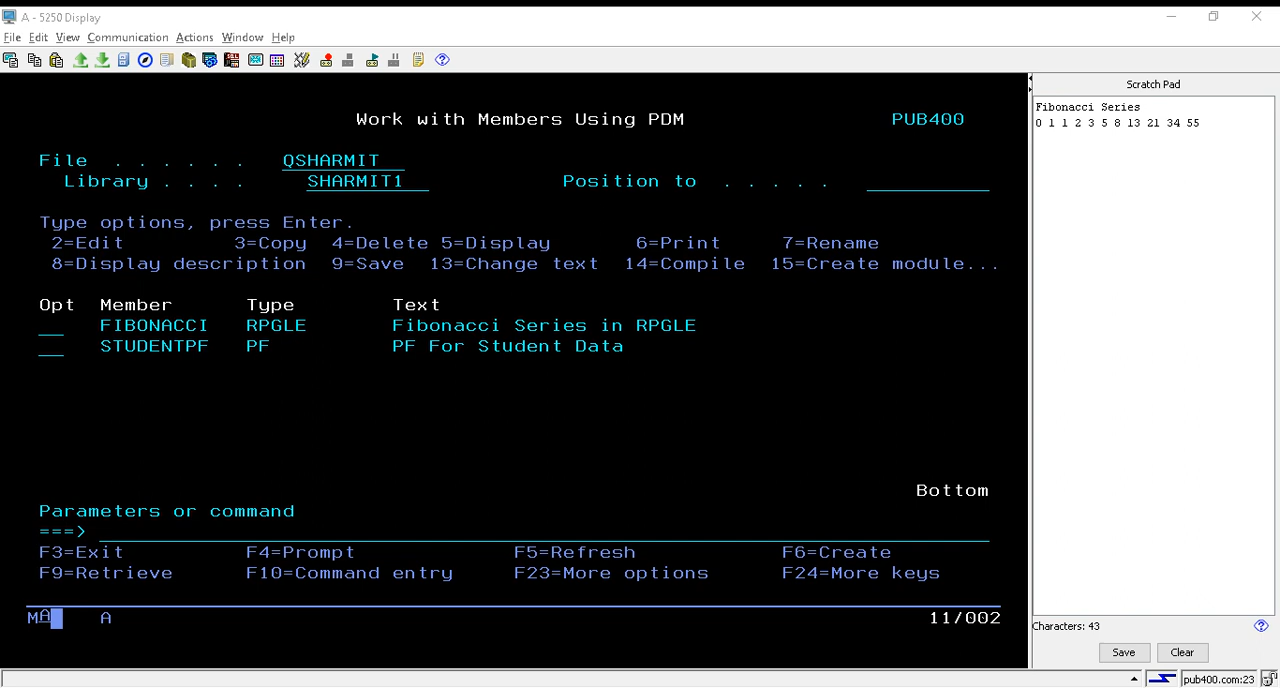 A - 5250 Display
File Edit View Communication Actions Window Help
Work with Members Using PDM PUB400
File . . . . . . QSHARMIT
Library . . . . SHARMIT1 Position to . . . . .
Type options, press Enter.
2=Edit 3=Copy 4=Delete 5=Display 6=Print 7=Rename
8=Display description 9=Save 13=Change text 14=Compile 15=Create module...
Opt Member Type Text
FIBONACCI RPGLE Fibonacci Series in RPGLE
STUDENTPF PF PF For Student Data
Bottom
Parameters or command
===>
F3=Exit F4=Prompt F5=Refresh F6=Create
F9=Retrieve F10=Command entry F23=More options F24=More keys
MA A 11/002
Scratch Pad
Fibonacci Series
0 1 1 2 3 5 8 13 21 34 55
Characters: 43
Save Clear
pub400.com:23